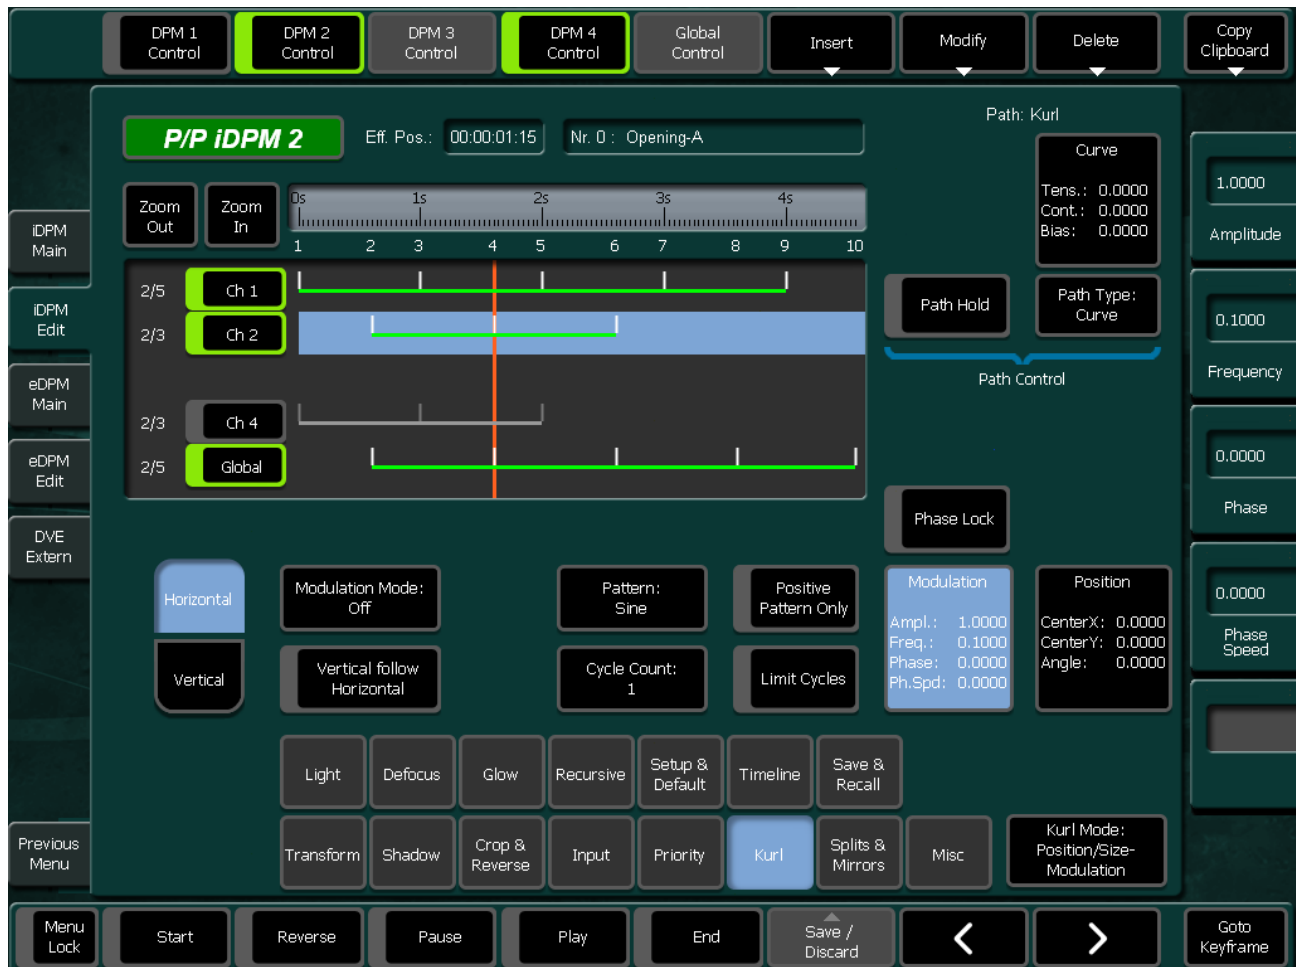 DPM 1 Control
DPM 2 Control
DPM 3 Control
DPM 4 Control
Global Control
Insert
Modify
Delete
Copy Clipboard
P/P iDPM 2
Eff. Pos.: 00:00:01:15
Nr. 0 : Opening-A
Path: Kurl
Curve
Tens.: 0.0000
Cont.: 0.0000
Bias: 0.0000
Zoom Out
Zoom In
0s 1s 2s 3s 4s
1 2 3 4 5 6 7 8 9 10
2/5 Ch 1
2/3 Ch 2
2/3 Ch 4
2/5 Global
Path Hold
Path Type: Curve
Path Control
iDPM Main
iDPM Edit
eDPM Main
eDPM Edit
DVE Extern
Previous Menu
1.0000
Amplitude
0.1000
Frequency
0.0000
Phase
0.0000
Phase Speed
Phase Lock
Horizontal
Vertical
Modulation Mode: Off
Pattern: Sine
Positive Pattern Only
Vertical follow Horizontal
Cycle Count: 1
Limit Cycles
Modulation
Ampl.: 1.0000
Freq.: 0.1000
Phase: 0.0000
Ph.Spd: 0.0000
Position
CenterX: 0.0000
CenterY: 0.0000
Angle: 0.0000
Light
Defocus
Glow
Recursive
Setup & Default
Timeline
Save & Recall
Transform
Shadow
Crop & Reverse
Input
Priority
Kurl
Splits & Mirrors
Misc
Kurl Mode:
Position/Size-
Modulation
Menu Lock
Start
Reverse
Pause
Play
End
Save / Discard
Goto Keyframe